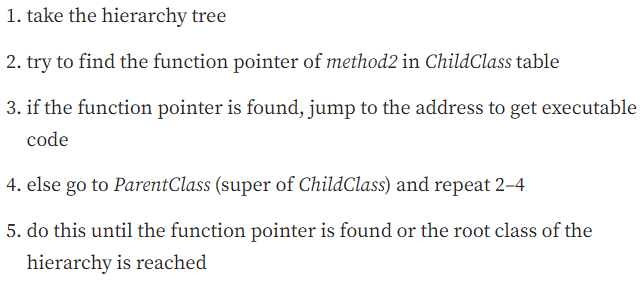 1. take the hierarchy tree
2. try to find the function pointer of method2 in ChildClass table
3. if the function pointer is found, jump to the address to get executable
code
4. else go to ParentClass (super of ChildClass) and repeat 2–4
5. do this until the function pointer is found or the root class of the
hierarchy is reached